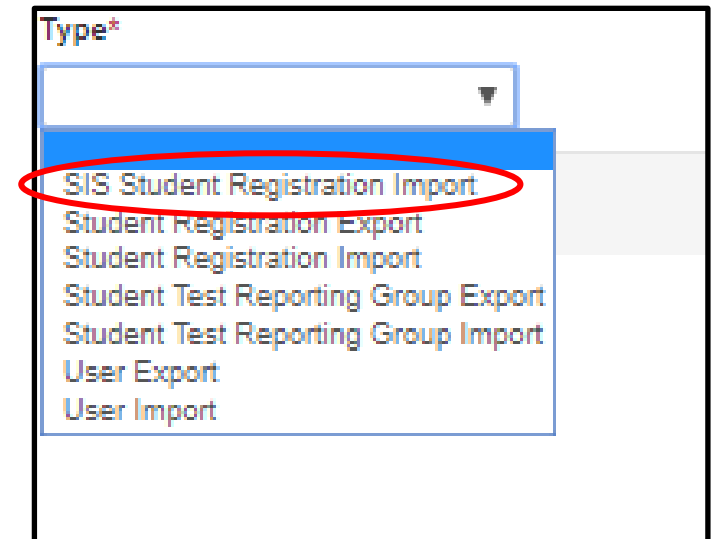 Type*
SIS Student Registration Import
Student Registration Export
Student Registration Import
Student Test Reporting Group Export
Student Test Reporting Group Import
User Export
User Import